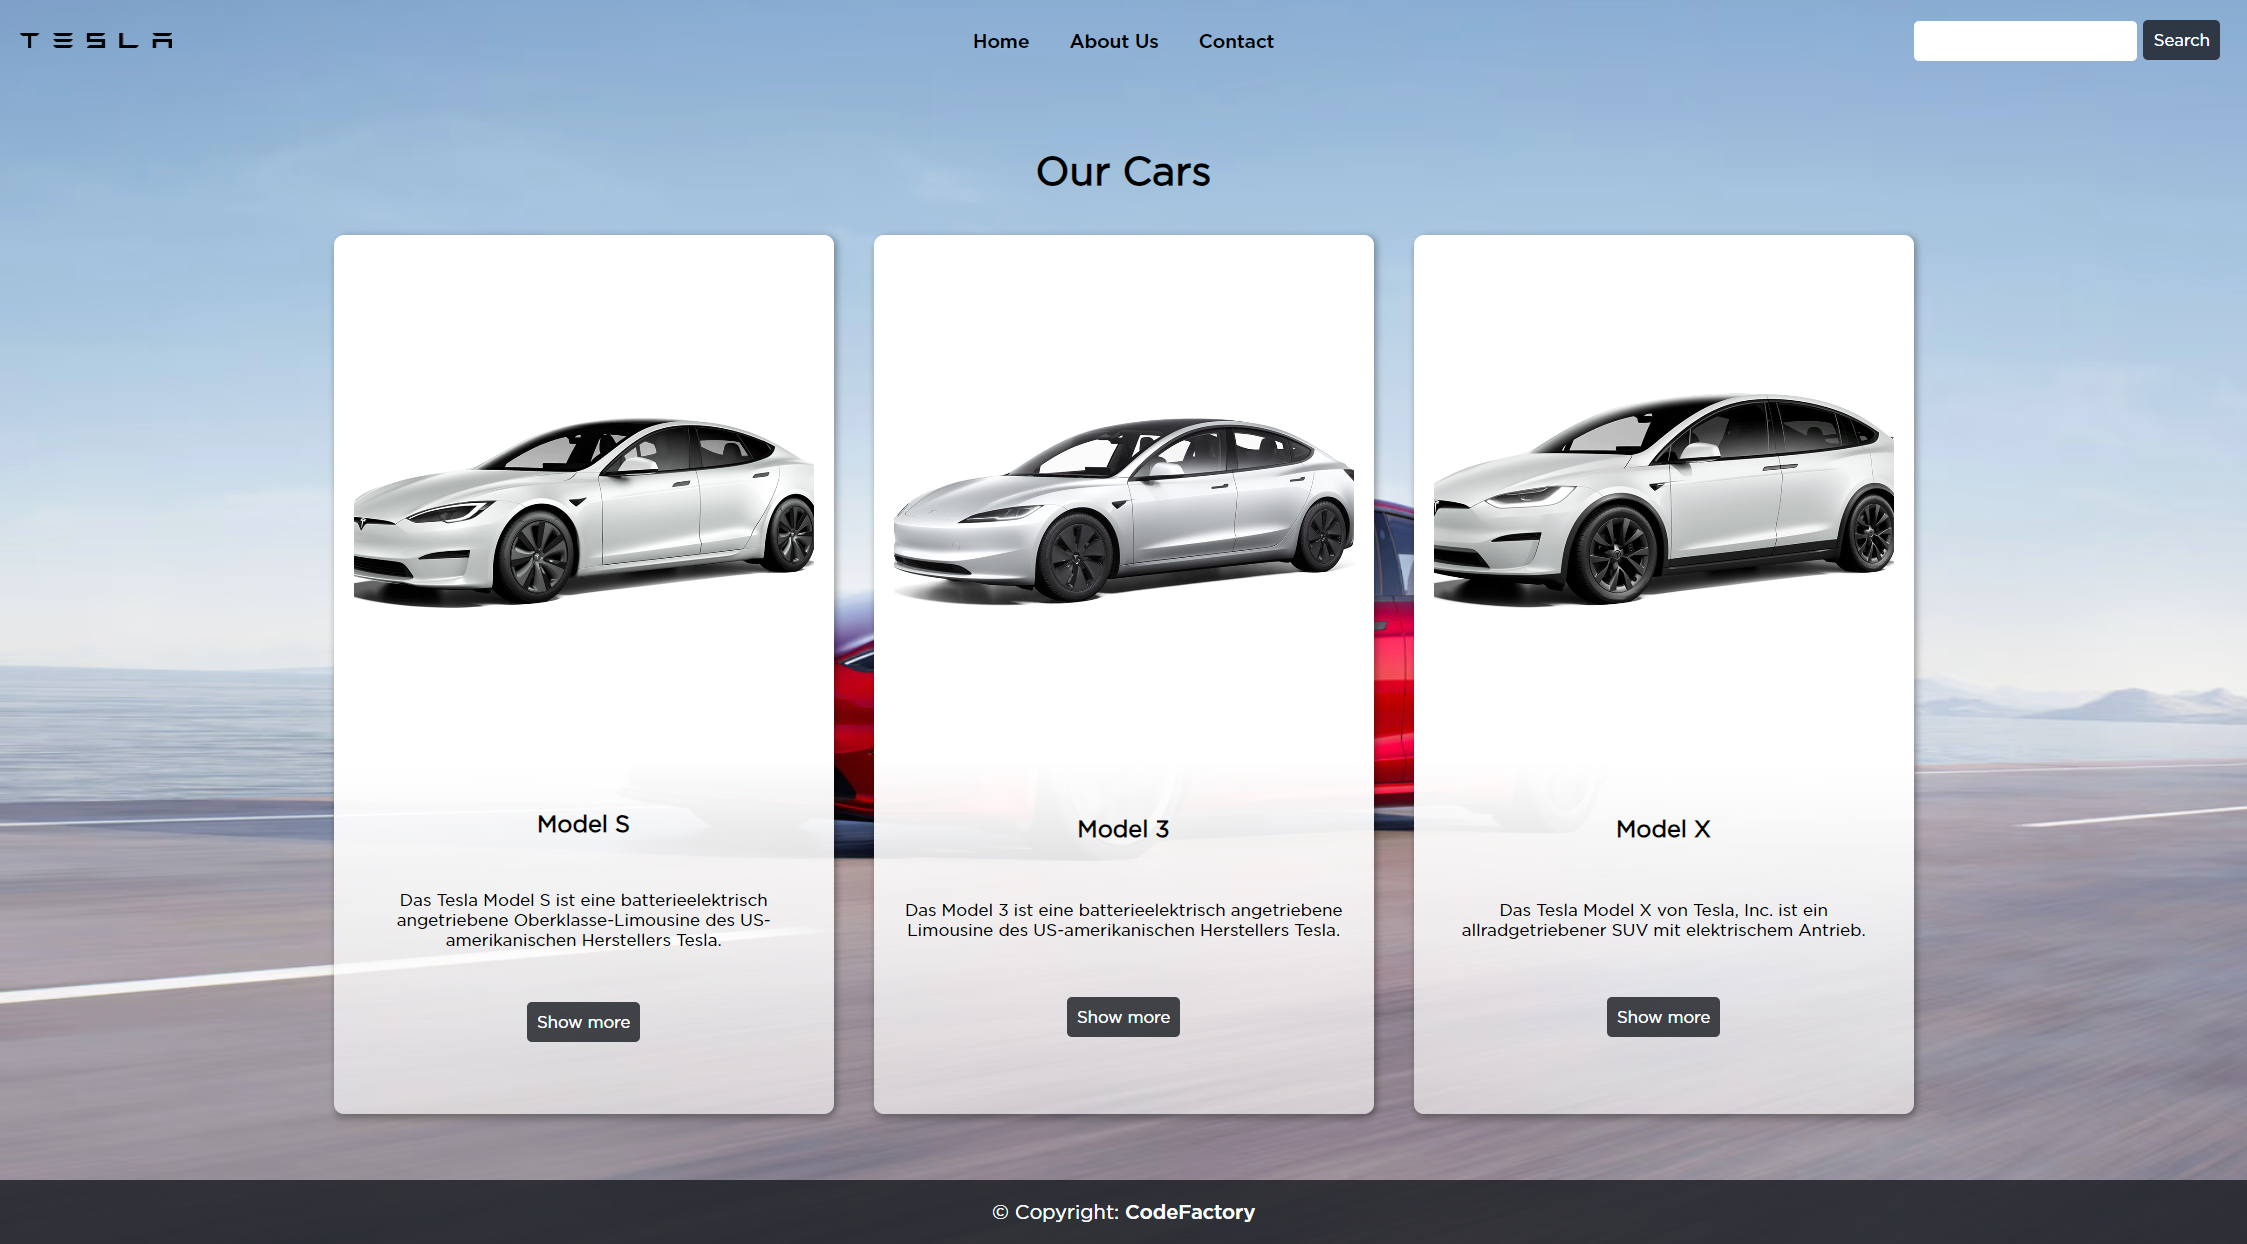 TESLA
Home About Us Contact
Search
Our Cars
Model S
Das Tesla Model S ist eine batterieelektrisch
angetriebene Oberklasse-Limousine des US-
amerikanischen Herstellers Tesla.
Show more
Model 3
Das Model 3 ist eine batterieelektrisch angetriebene
Limousine des US-amerikanischen Herstellers Tesla.
Show more
Model X
Das Tesla Model X von Tesla, Inc. ist ein
allradgetriebener SUV mit elektrischem Antrieb.
Show more
© Copyright: CodeFactory